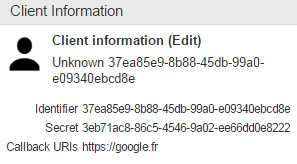 Client Information
Client information (Edit)
Unknown 37ea85e9-8b88-45db-99a0-
e09340ebcd8e
Identifier 37ea85e9-8b88-45db-99a0-e09340ebcd8e
Secret 3eb71ac8-86c5-4546-9a02-ee66dd0e8222
Callback URIs https://google.fr